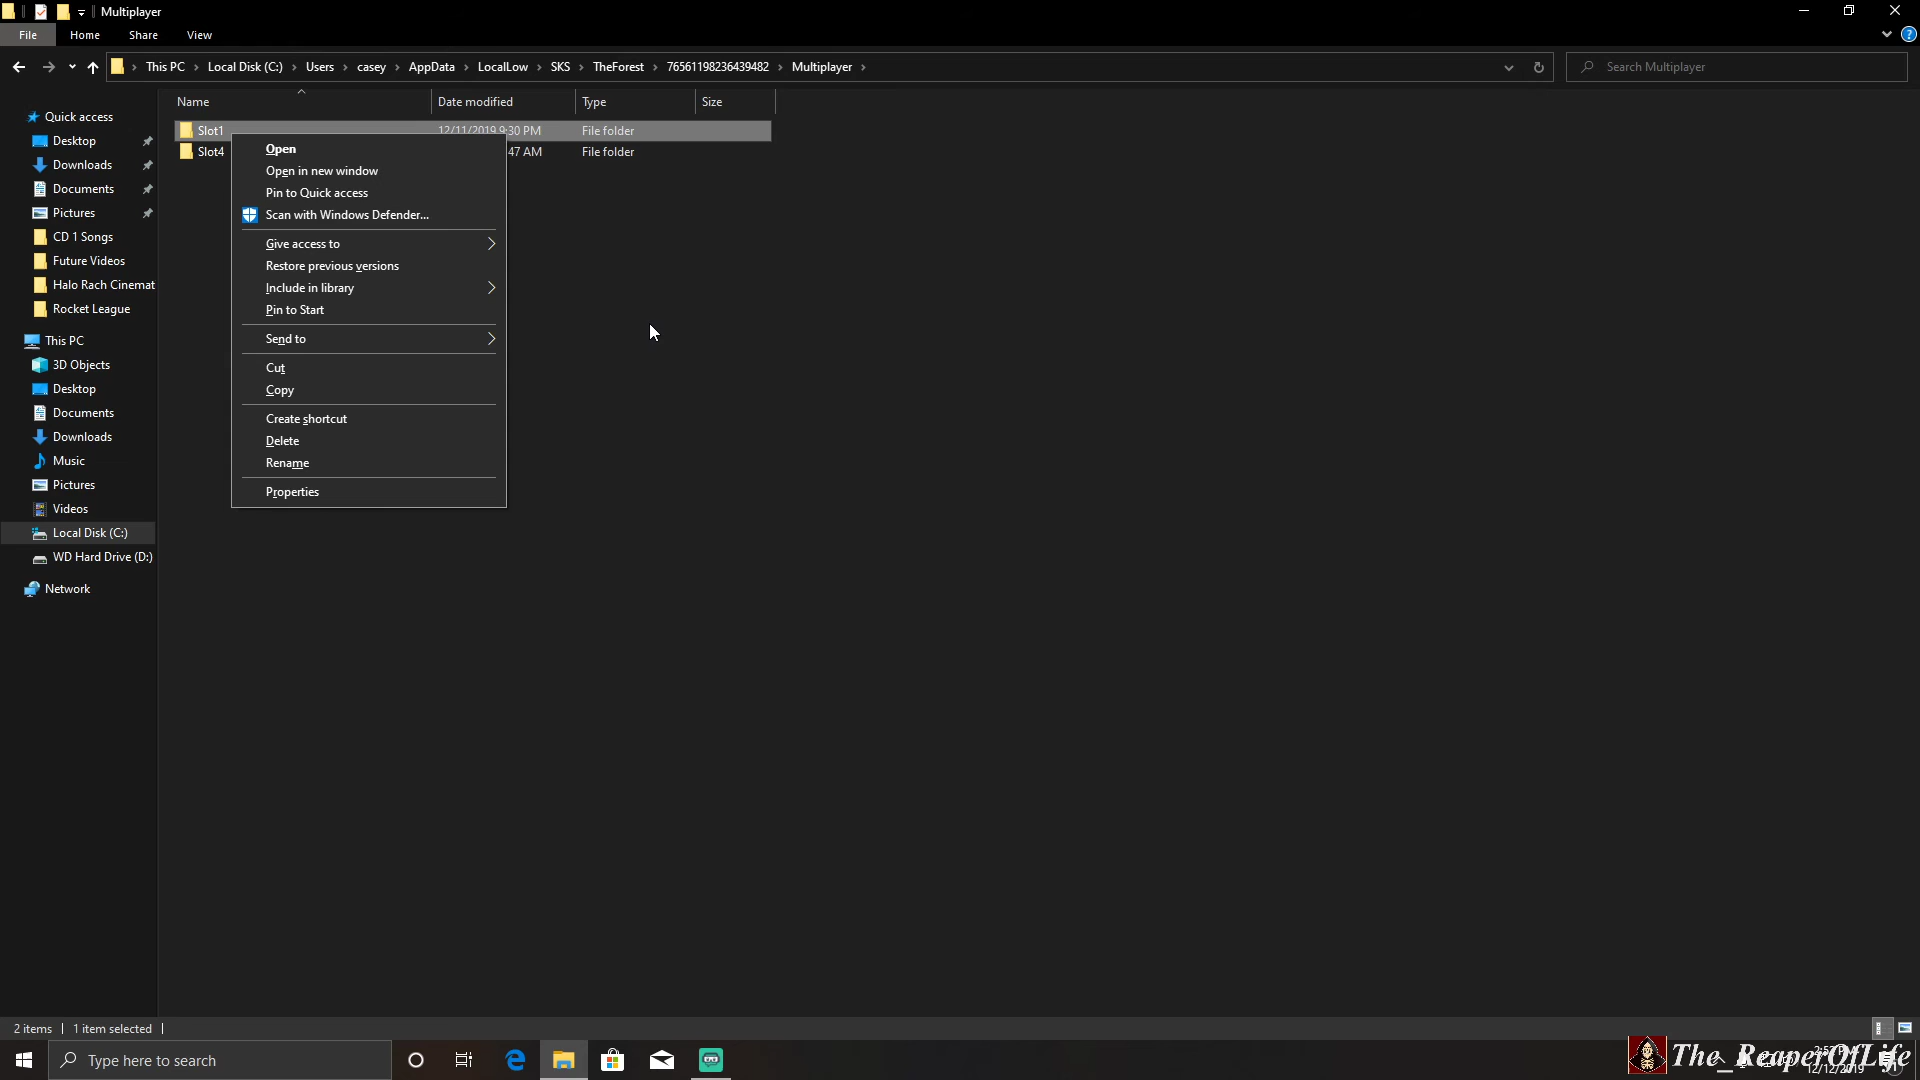 Multiplayer
File Home Share View
This PC Local Disk (C:) Users casey AppData LocalLow SKS TheForest 76561198236439482 Multiplayer
Search Multiplayer
Name Date modified Type Size
Slot1 12/11/2019 9:30 PM File folder
Slot4 47 AM File folder
Open
Open in new window
Pin to Quick access
Scan with Windows Defender...
Give access to
Restore previous versions
Include in library
Pin to Start
Send to
Cut
Copy
Create shortcut
Delete
Rename
Properties
Quick access
Desktop
Downloads
Documents
Pictures
CD 1 Songs
Future Videos
Halo Rach Cinemat
Rocket League
This PC
3D Objects
Desktop
Documents
Downloads
Music
Pictures
Videos
Local Disk (C:)
WD Hard Drive (D:)
Network
2 items 1 item selected
Type here to search
The_ReaperOfLife
12/12/2019